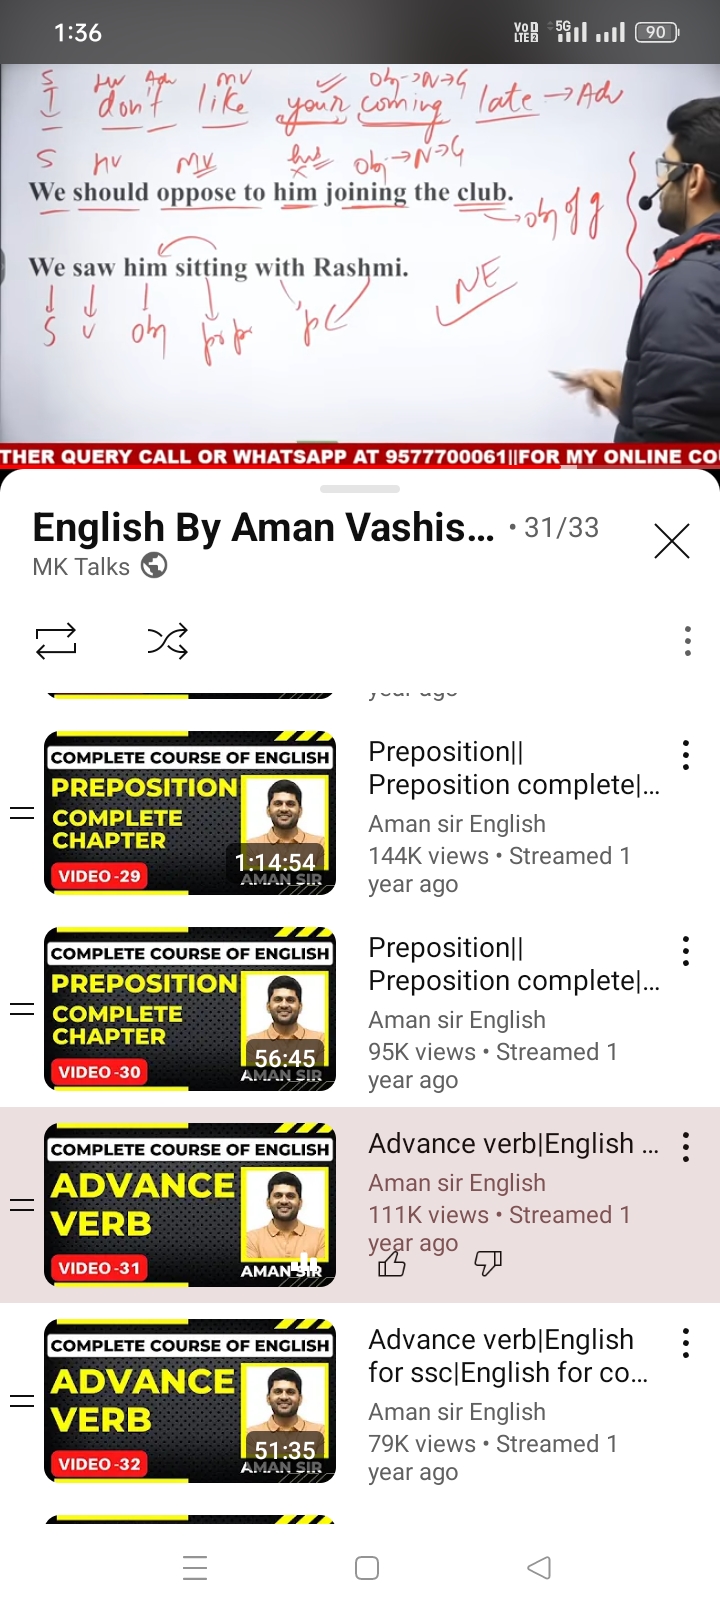 1:36
VoD LTE2 5G 90
S Adv MV Obj→N→G
I don't like your coming late → Adv
S HV MV his Obj→N→G
We should oppose to him joining the club.
→ obj of g
We saw him sitting with Rashmi.
NE
S V Obj
THER QUERY CALL OR WHATSAPP AT 9577700061||FOR MY ONLINE CO
English By Aman Vashis... • 31/33
MK Talks
year ago
COMPLETE COURSE OF ENGLISH
PREPOSITION
COMPLETE
CHAPTER
VIDEO -29
1:14:54
AMAN SIR
Preposition||
Preposition complete|...
Aman sir English
144K views • Streamed 1
year ago
COMPLETE COURSE OF ENGLISH
PREPOSITION
COMPLETE
CHAPTER
VIDEO -30
56:45
AMAN SIR
Preposition||
Preposition complete|...
Aman sir English
95K views • Streamed 1
year ago
COMPLETE COURSE OF ENGLISH
ADVANCE
VERB
VIDEO -31
AMAN SIR
Advance verb|English ...
Aman sir English
111K views • Streamed 1
year ago
COMPLETE COURSE OF ENGLISH
ADVANCE
VERB
VIDEO -32
51:35
AMAN SIR
Advance verb|English
for ssc|English for co...
Aman sir English
79K views • Streamed 1
year ago